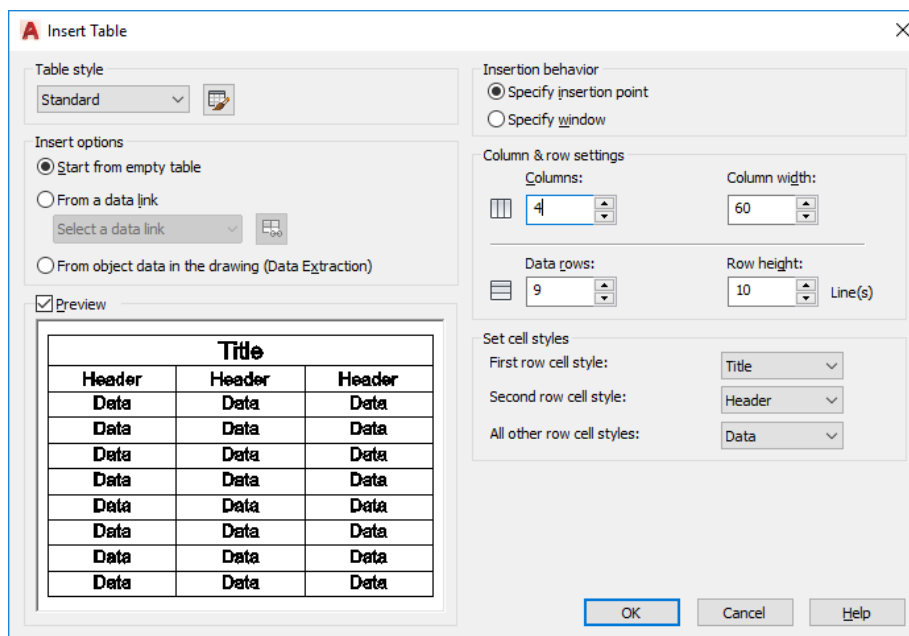 Insert Table
Table style
Standard
Insert options
Start from empty table
From a data link
Select a data link
From object data in the drawing (Data Extraction)
Preview
Title
Header Header Header
Data Data Data
Data Data Data
Data Data Data
Data Data Data
Data Data Data
Data Data Data
Data Data Data
Data Data Data
Insertion behavior
Specify insertion point
Specify window
Column & row settings
Columns: Column width:
4 60
Data rows: Row height:
9 10 Line(s)
Set cell styles
First row cell style: Title
Second row cell style: Header
All other row cell styles: Data
OK Cancel Help